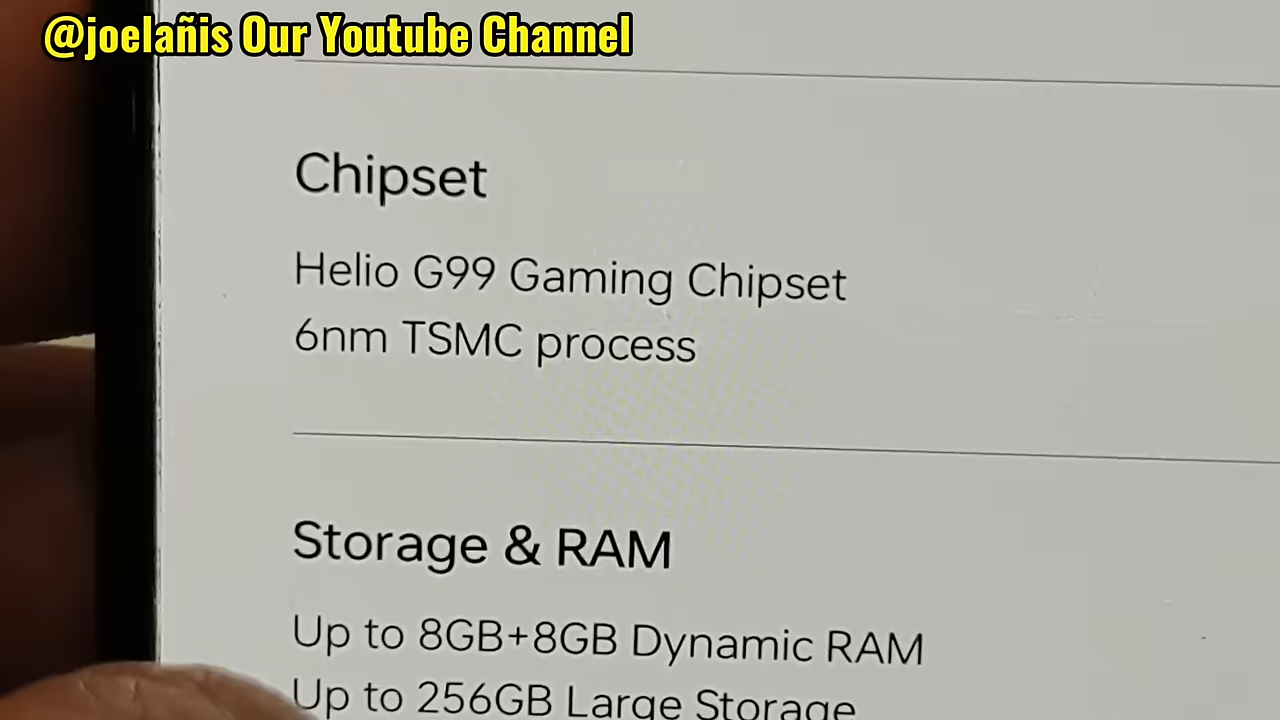 @joelañis Our Youtube Channel
Chipset
Helio G99 Gaming Chipset
6nm TSMC process
Storage & RAM
Up to 8GB+8GB Dynamic RAM
Up to 256GB Large Storage